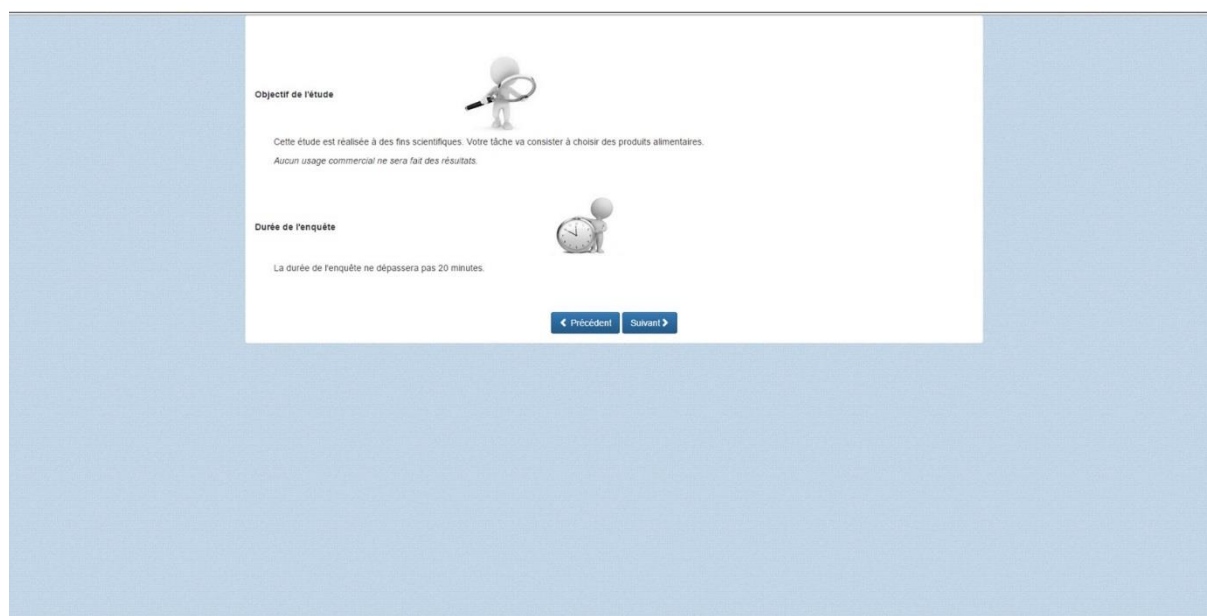 Objectif de l'étude
Cette étude est réalisée à des fins scientifiques. Votre tâche va consister à choisir des produits alimentaires.
Aucun usage commercial ne sera fait des résultats.
Durée de l'enquête
La durée de l'enquête ne dépassera pas 20 minutes.
Précédent Suivant